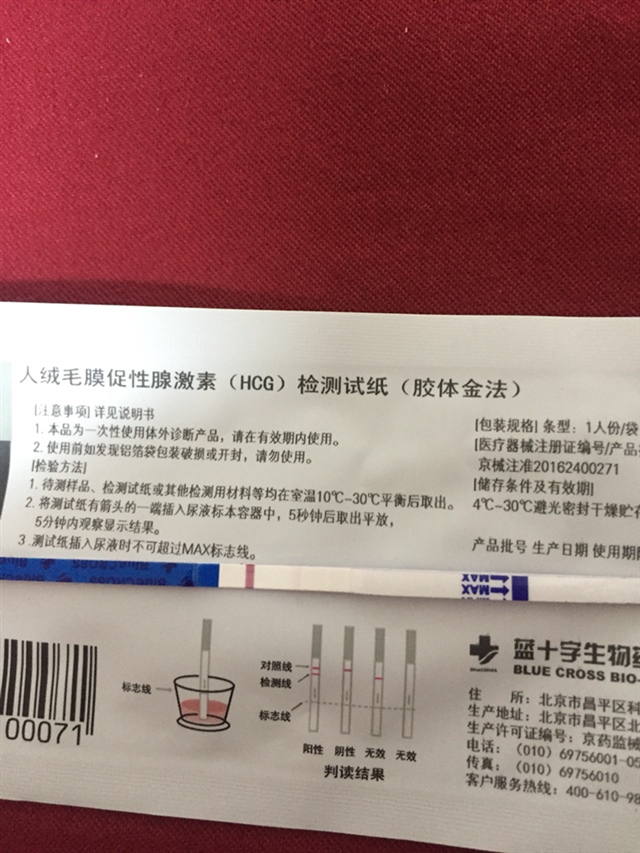 人绒毛膜促性腺激素（HCG）检测试纸（胶体金法）
[注意事项] 详见说明书
1. 本品为一次性使用体外诊断产品，请在有效期内使用。
2. 使用前如发现铝箔袋包装破损或开封，请勿使用。
[检验方法]
1. 待测样品、检测试纸或其他检测用材料等均在室温10℃-30℃平衡后取出。
2. 将测试纸有箭头的一端插入尿液标本容器中，5秒钟后取出平放，
5分钟内观察显示结果。
3 测试纸插入尿液时不可超过MAX标志线。
[包装规格] 条型：1人份/袋
[医疗器械注册证编号/产品
京械注准20162400271
[储存条件及有效期]
4℃-30℃避光密封干燥贮存
产品批号 生产日期 使用期限
BLUECROSS
MAX
MAX
00071
标志线
对照线
检测线
标志线
阳性 阴性 无效 无效
判读结果
蓝十字生物药
BLUE CROSS BIO-
住 所：北京市昌平区科
生产地址：北京市昌平区北
生产许可证编号：京药监械
电话：（010）69756001-05
传真：（010）69756010
客户服务热线：400-610-98